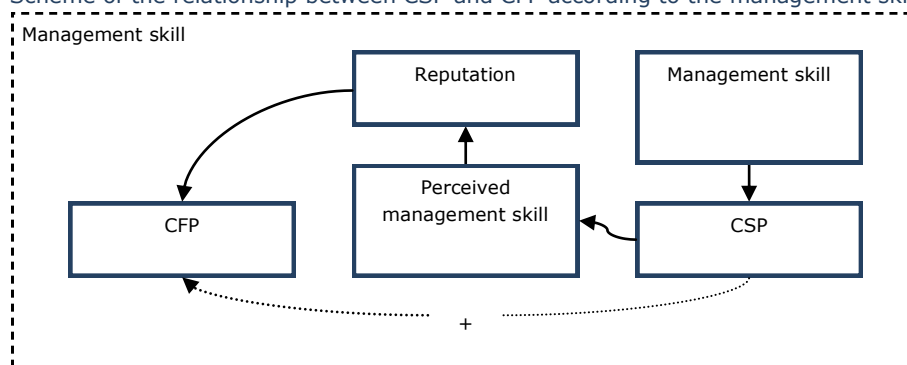 Scheme of the relationship between CSP and CFP according to the management
Management skill
Reputation
Management skill
Perceived
management skill
CFP
CSP
+